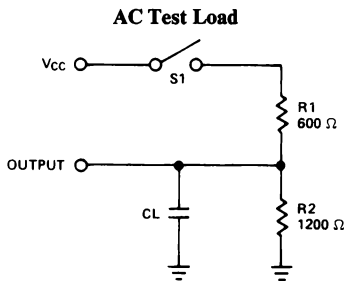 AC Test Load
VCC
S1
R1
600 Ω
OUTPUT
CL
R2
1200 Ω